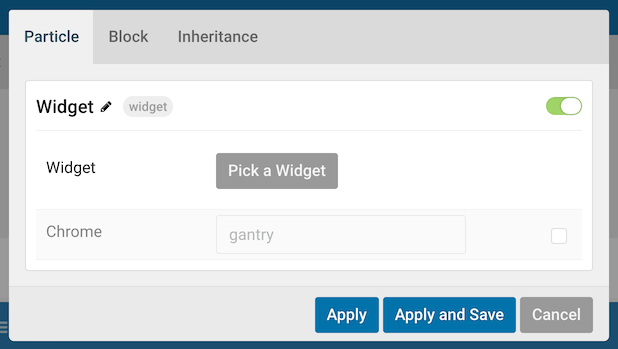 Particle Block Inheritance
Widget widget
Widget Pick a Widget
Chrome gantry
Apply Apply and Save Cancel